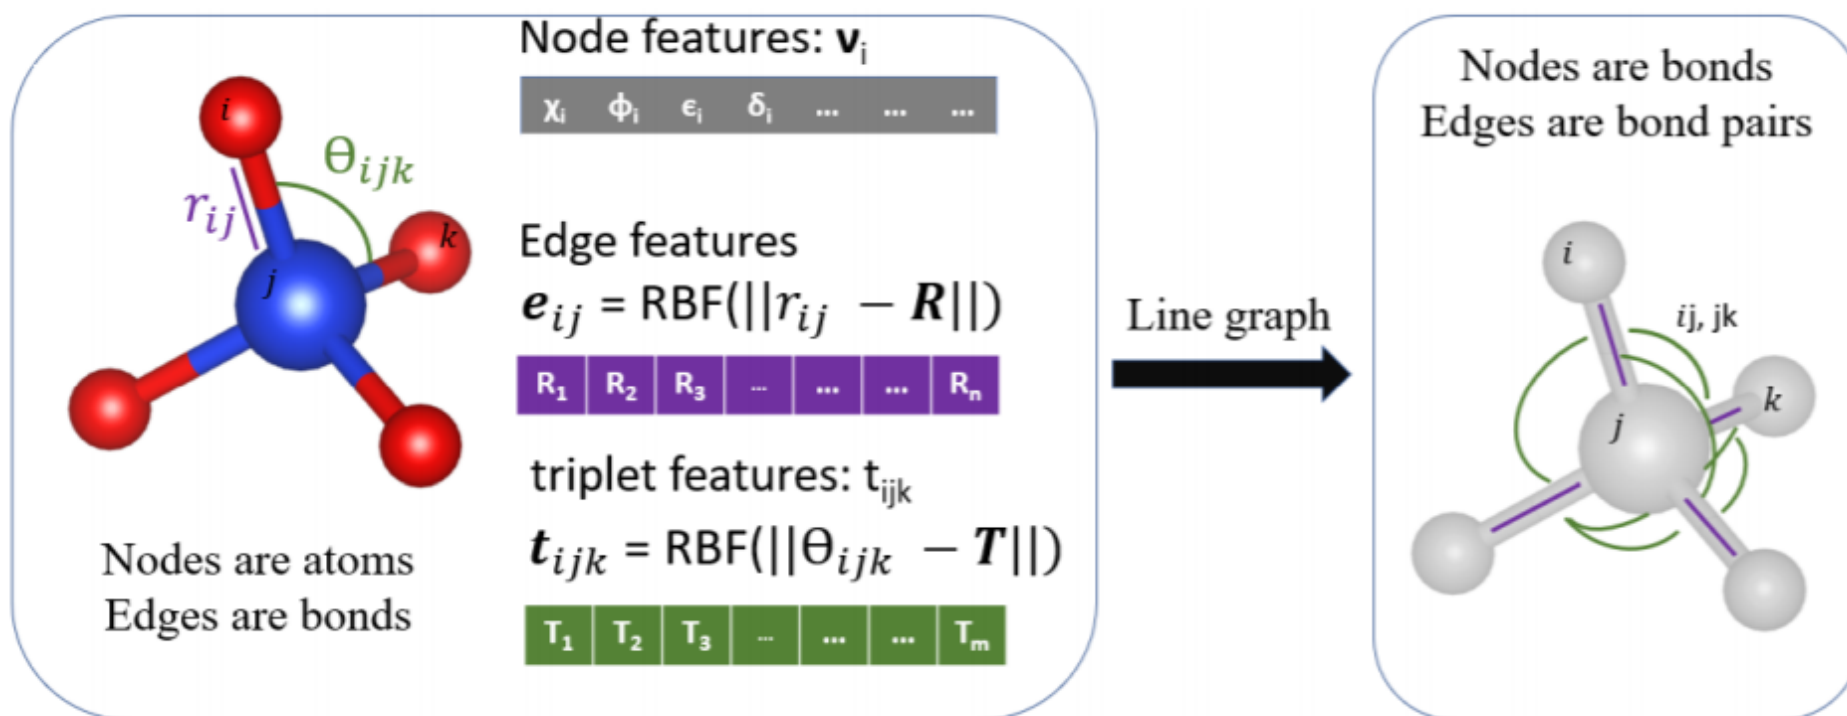 Node features: vᵢ
χᵢ ϕᵢ ϵᵢ δᵢ ... ... ...
i
Θᵢⱼₖ
rᵢⱼ
k
j
Edge features
eᵢⱼ = RBF(||rᵢⱼ − R||)
R₁ R₂ R₃ ... ... ... Rₙ
triplet features: tᵢⱼₖ
tᵢⱼₖ = RBF(||Θᵢⱼₖ − T||)
T₁ T₂ T₃ ... ... ... Tₘ
Nodes are atoms
Edges are bonds
Line graph
Nodes are bonds
Edges are bond pairs
i
ij, jk
k
j